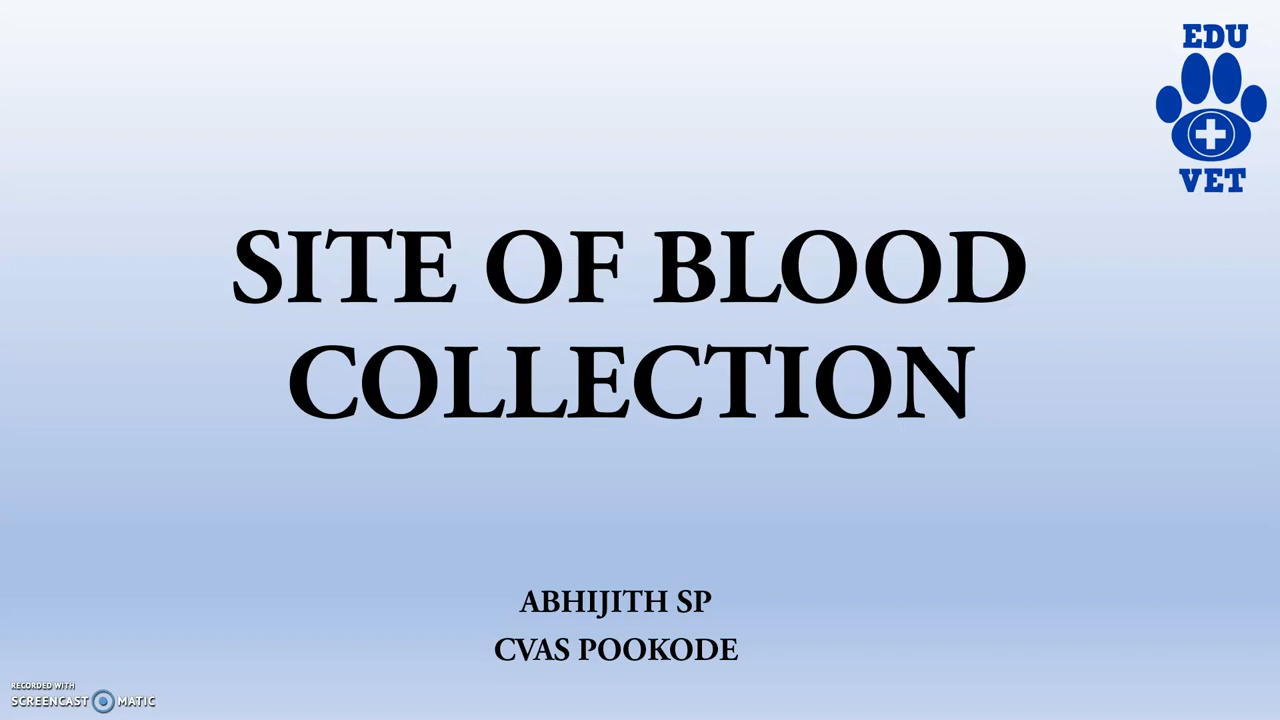 EDU
VET
SITE OF BLOOD
COLLECTION
ABHIJITH SP
CVAS POOKODE
RECORDED WITH
SCREENCAST MATIC